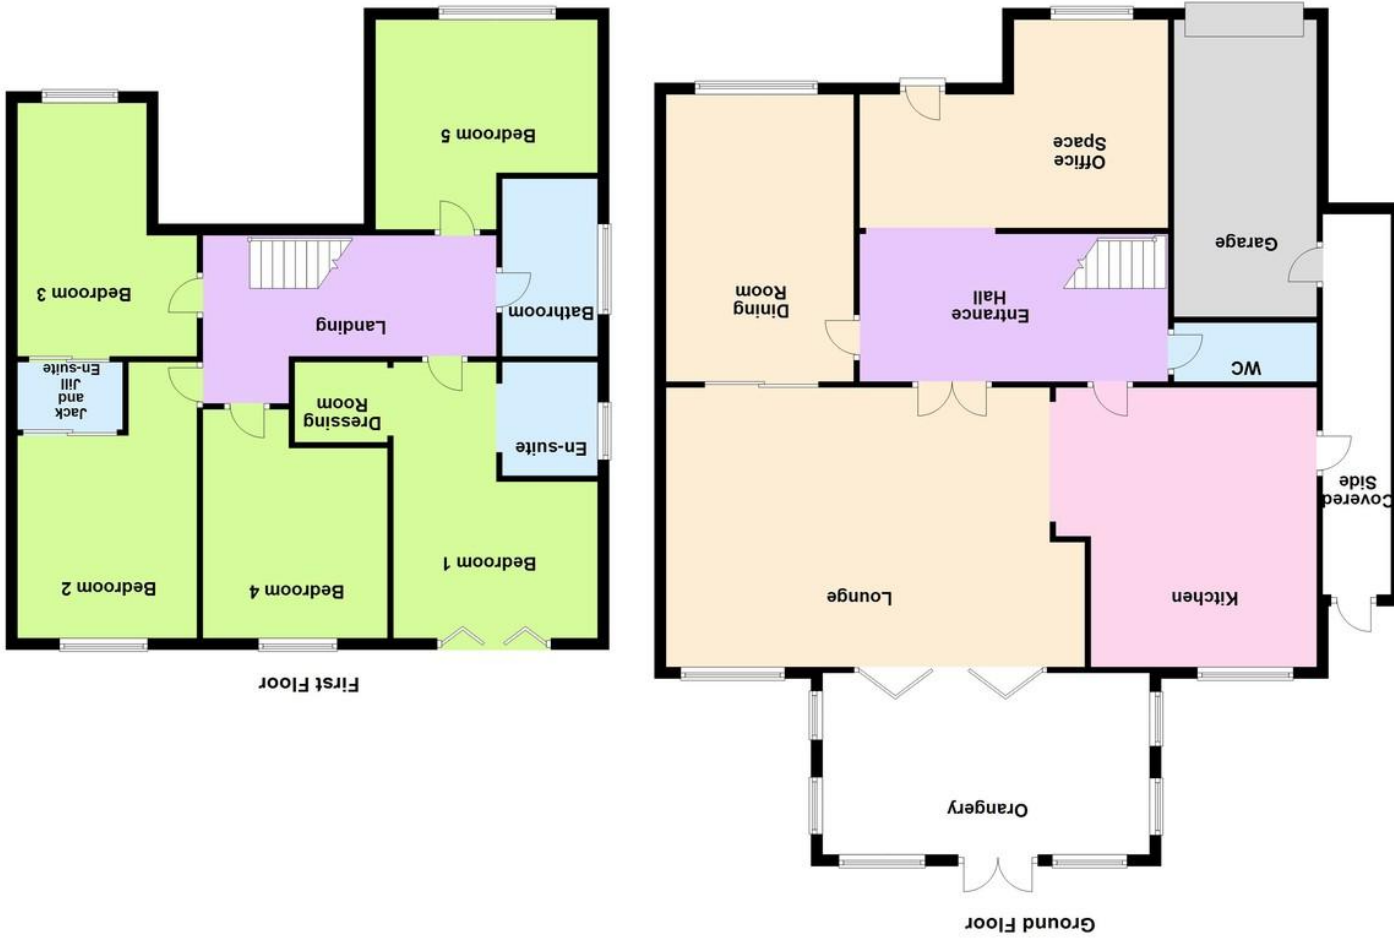 Ground Floor
Orangery
Kitchen
Lounge
Covered
Side
WC
Entrance
Hall
Dining
Room
Garage
Office
Space
First Floor
Bedroom 1
Bedroom 4
Bedroom 2
En-suite
Dressing
Room
Jack
and
Jill
En-suite
Landing
Bathroom
Bedroom 3
Bedroom 5